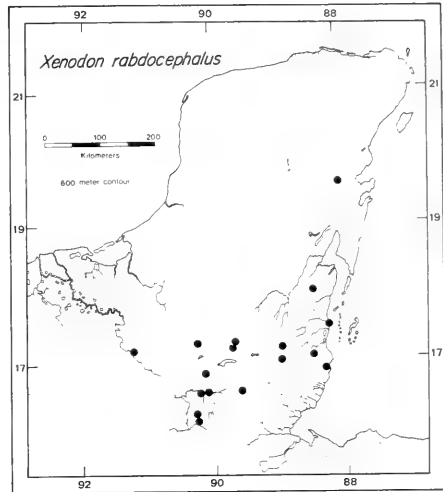 92 90 88
Xenodon rabdocephalus
21 21
0 100 200
Kilometers
600 meter contour
19 19
17 17
92 90 88